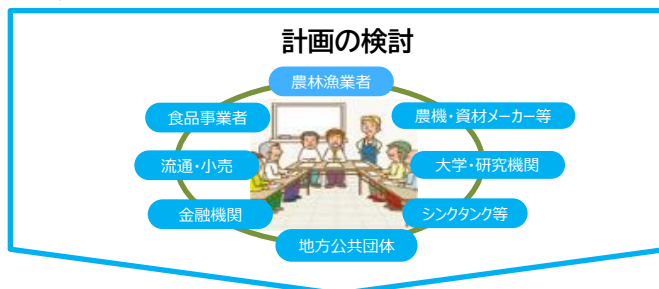 計画の検討
農林漁業者
食品事業者
農機・資材メーカー等
流通・小売
大学・研究機関
金融機関
シンクタンク等
地方公共団体